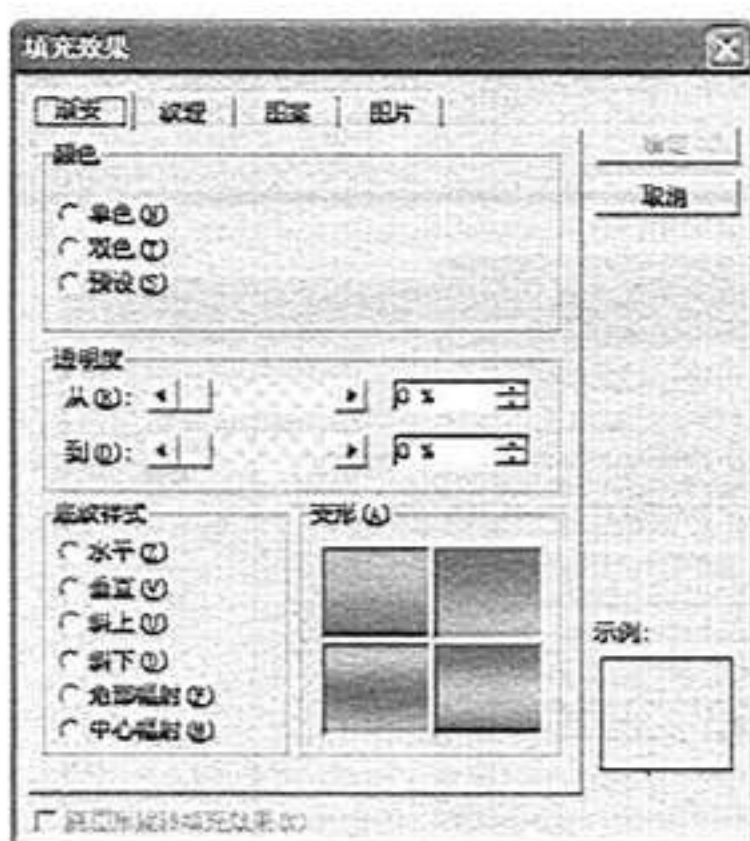 填充效果
渐变 纹理 图案 图片
颜色
单色(N)
双色(T)
预设(S)
取消
透明度
从(R): 0 %
到(O): 0 %
底纹样式
水平(Z)
垂直(V)
斜上(U)
斜下(D)
角部辐射(F)
中心辐射(M)
变形(A)
示例: